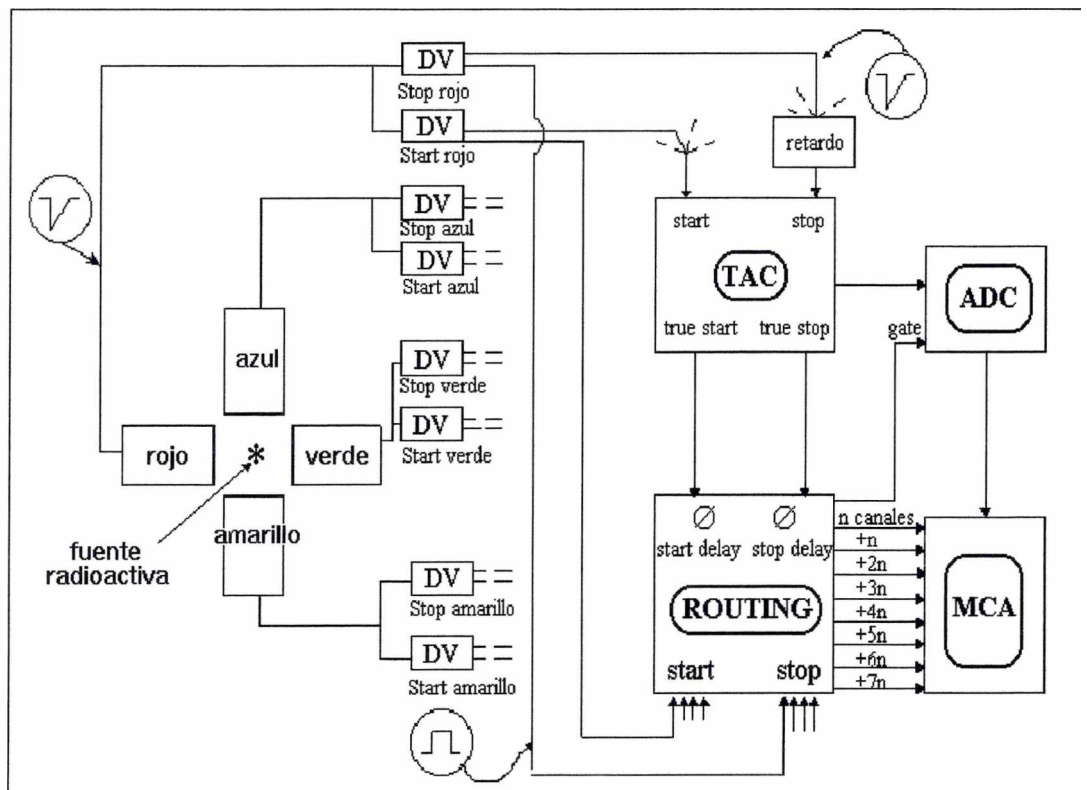 DV
Stop rojo
DV
Start rojo
retardo
DV
Stop azul
DV
Start azul
start stop
TAC
true start true stop
ADC
gate
azul
DV
Stop verde
DV
Start verde
rojo
*
verde
amarillo
fuente
radioactiva
DV
Stop amarillo
DV
Start amarillo
start delay stop delay
ROUTING
start stop
n canales
+n
+2n
+3n
+4n
+5n
+6n
+7n
MCA